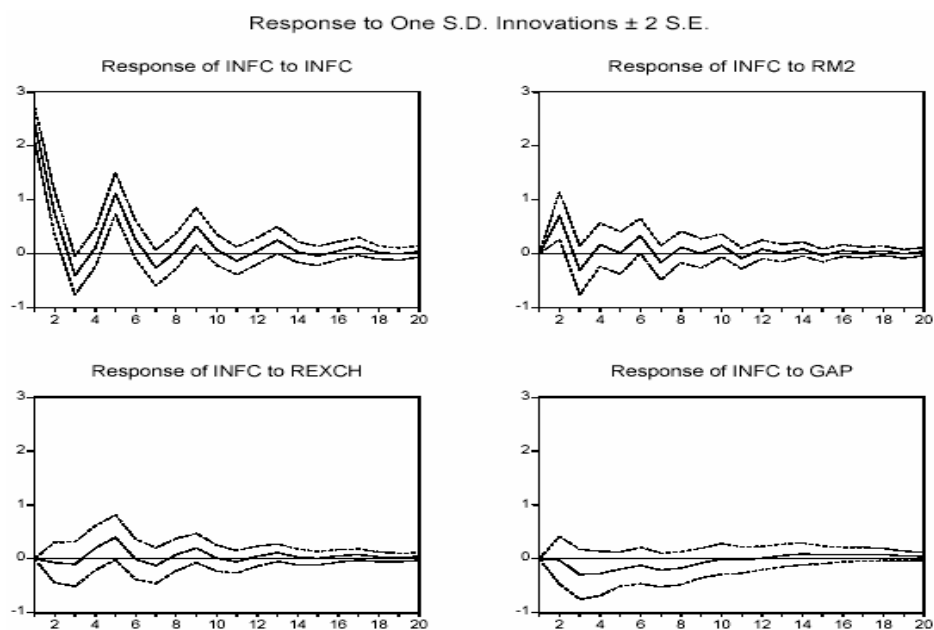 Response to One S.D. Innovations ± 2 S.E.
Response of INFC to INFC
3
2
1
0
-1
2 4 6 8 10 12 14 16 18 20
Response of INFC to RM2
3
2
1
0
-1
2 4 6 8 10 12 14 16 18 20
Response of INFC to REXCH
3
2
1
0
-1
2 4 6 8 10 12 14 16 18 20
Response of INFC to GAP
3
2
1
0
-1
2 4 6 8 10 12 14 16 18 20